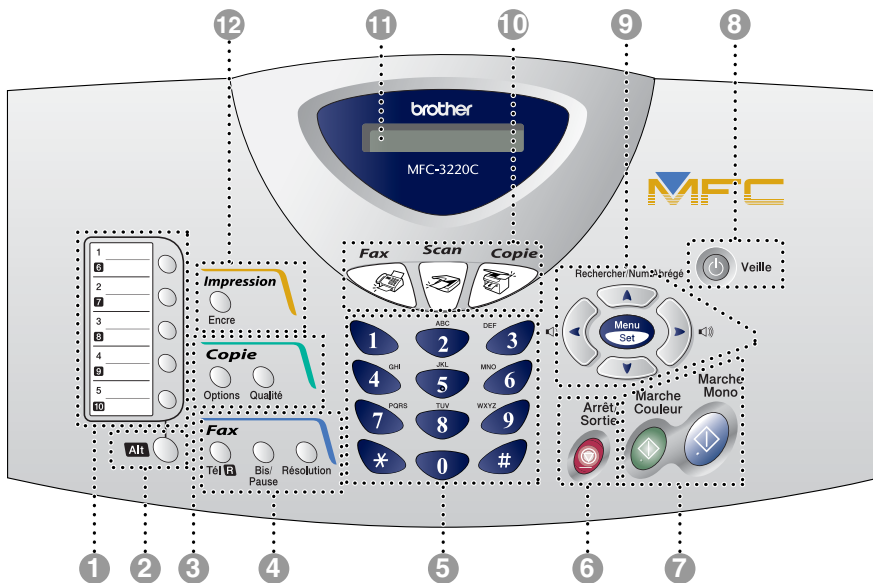 12
11
10
9
8
brother
MFC-3220C
MFC
Fax
Scan
Copie
Rechercher/Num.Abrégé
Veille
1
6
2
7
3
8
4
9
5
10
Impression
Encre
Copie
Options
Qualité
Fax
Tél R
Bis/
Pause
Résolution
Alt
1
ABC
2
DEF
3
GHI
4
JKL
5
MNO
6
PQRS
7
TUV
8
WXYZ
9
*
0
#
Menu
Set
Arrêt/
Sortie
Marche
Couleur
Marche
Mono
1
2
3
4
5
6
7